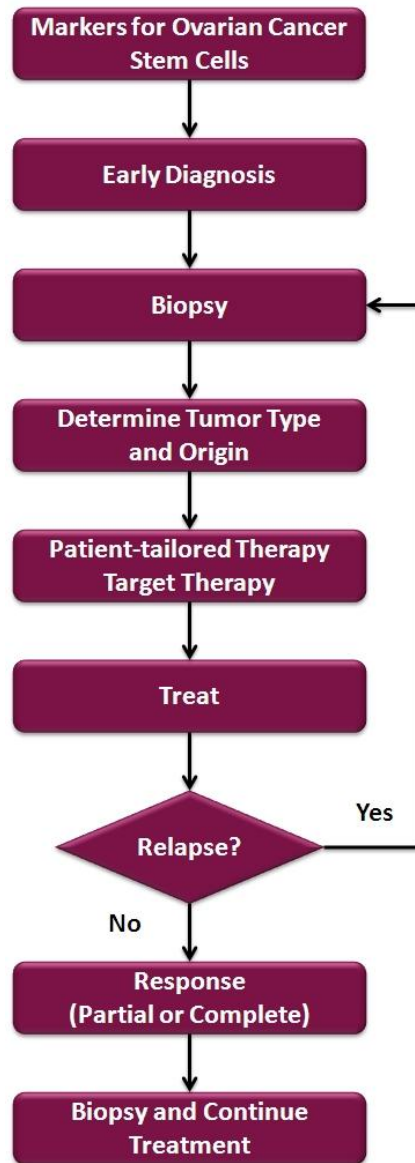 Markers for Ovarian Cancer
Stem Cells
Early Diagnosis
Biopsy
Determine Tumor Type
and Origin
Patient-tailored Therapy
Target Therapy
Treat
Relapse?
Yes
No
Response
(Partial or Complete)
Biopsy and Continue
Treatment